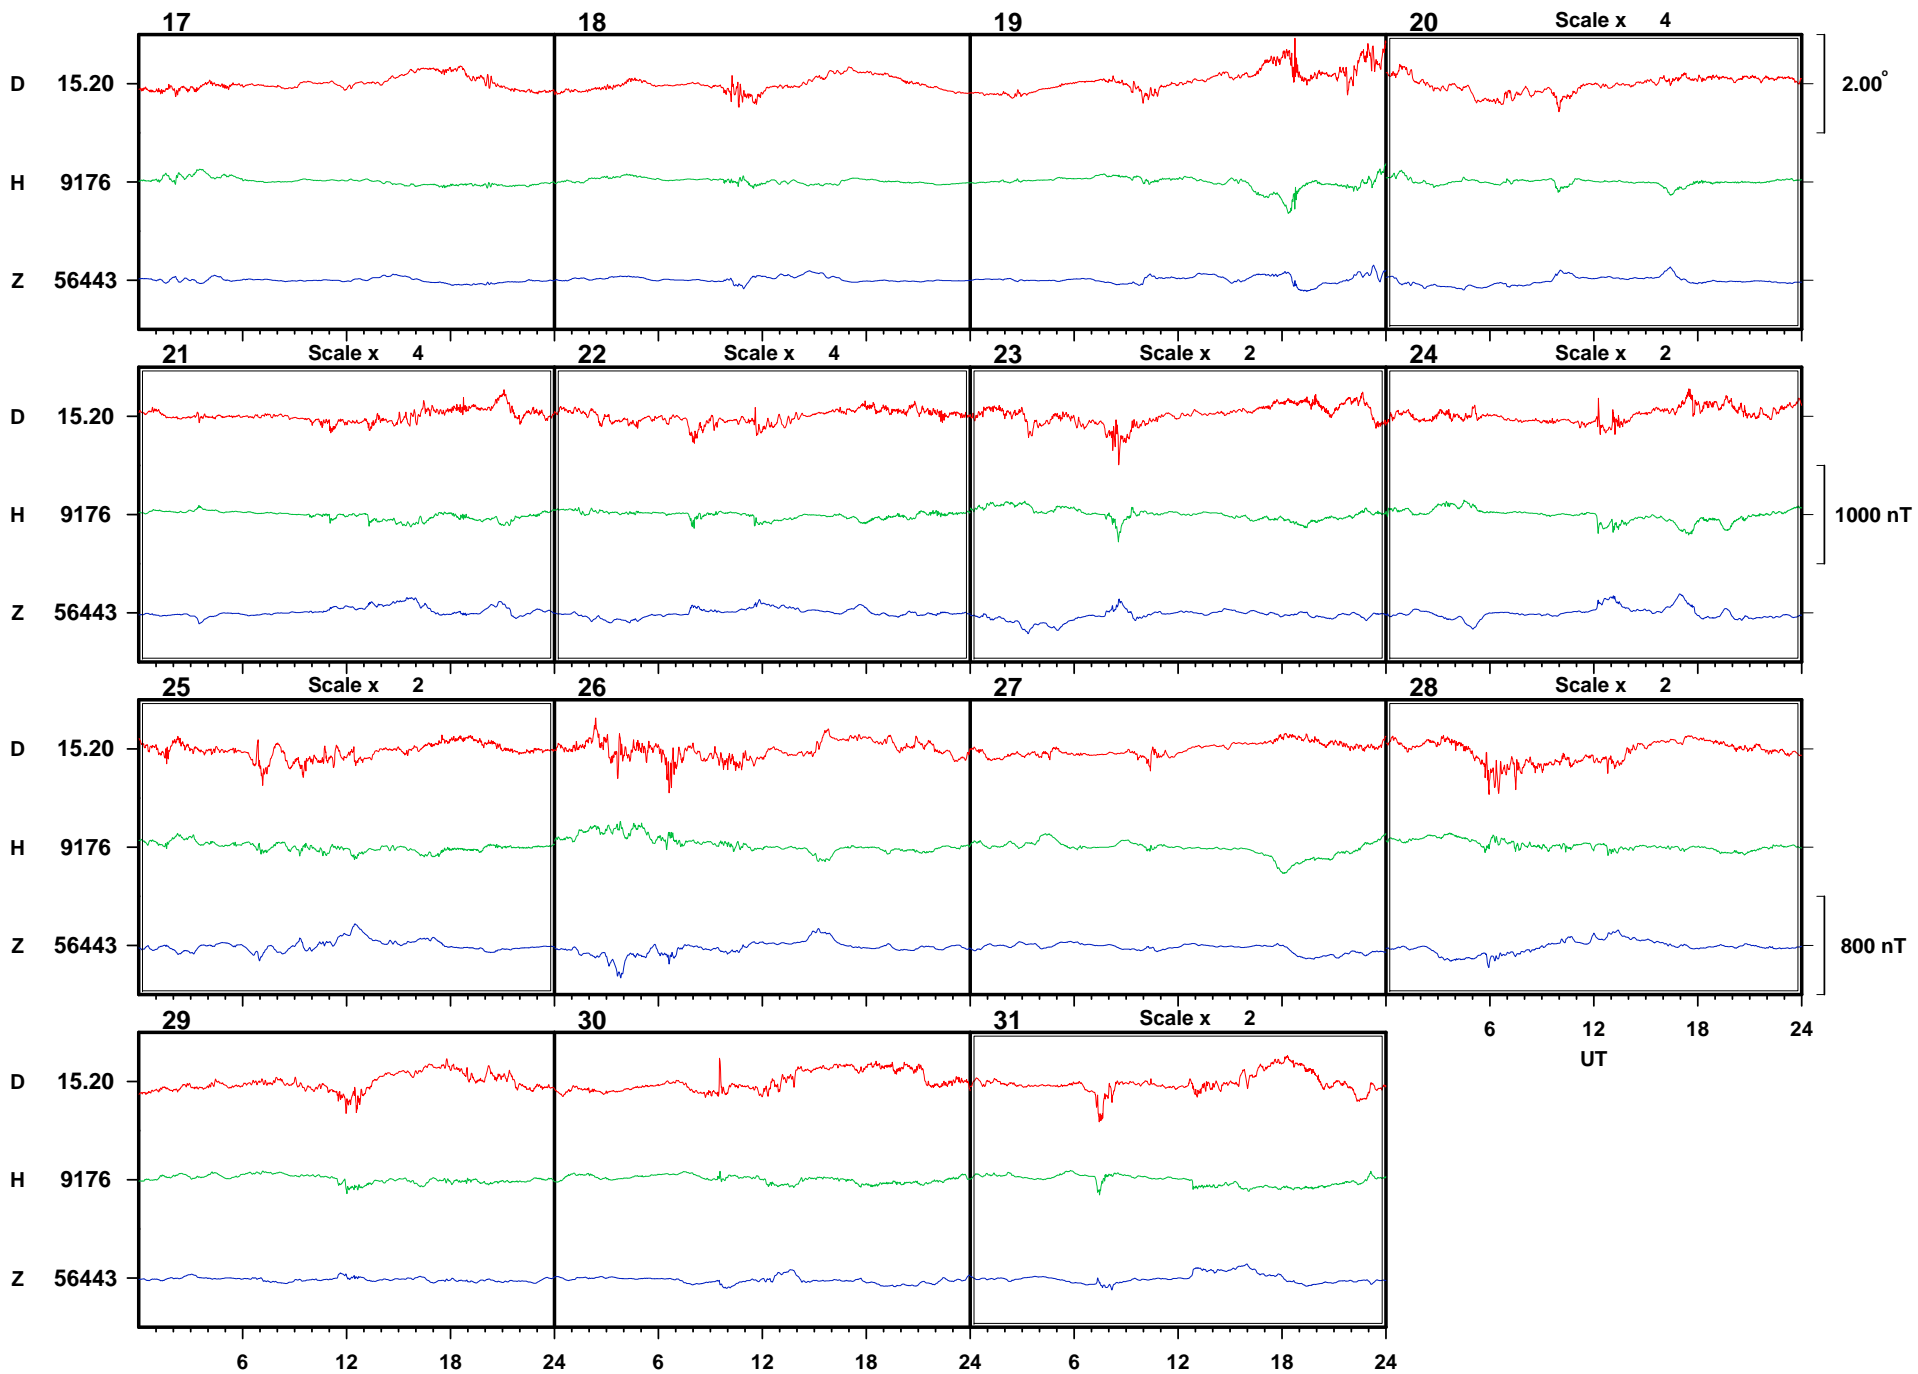 17 18 19 20 Scale x 4
D 15.20 2.00°
H 9176
Z 56443
21 Scale x 4 22 Scale x 4 23 Scale x 2 24 Scale x 2
D 15.20
H 9176 1000 nT
Z 56443
25 Scale x 2 26 27 28 Scale x 2
D 15.20
H 9176
Z 56443 800 nT
29 30 31 Scale x 2 6 12 18 24
UT
D 15.20
H 9176
Z 56443
6 12 18 24 6 12 18 24 6 12 18 24